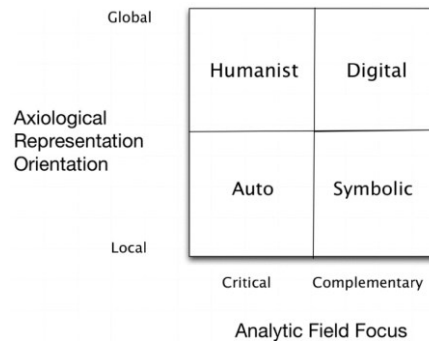 Global
Humanist Digital
Axiological
Representation
Orientation
Auto Symbolic
Local
Critical Complementary
Analytic Field Focus